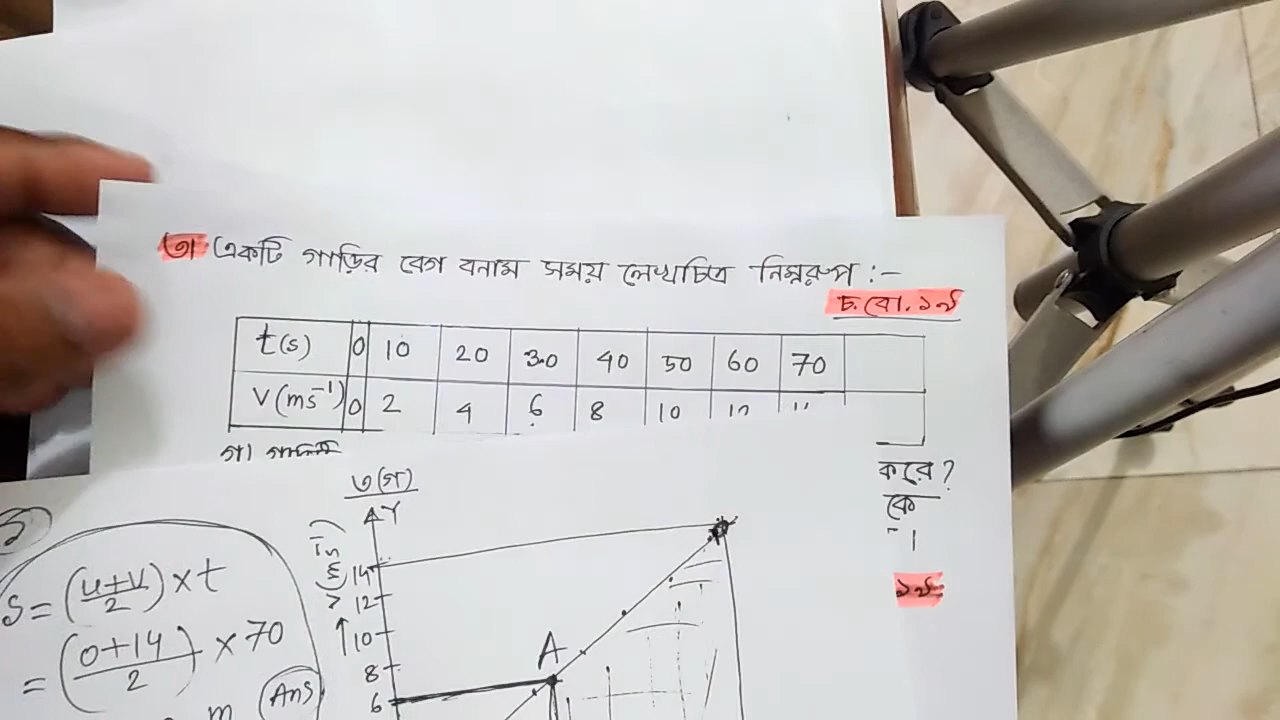 ৩। একটি গাড়ির বেগ বনাম সময় লেখচিত্র নিম্নরূপ :-
চ.বো. ১৭
t(s) 0 10 20 30 40 50 60 70
V(ms⁻¹) 0 2 4 6 8 10
গ।
করে?
কে
৩(গ)
Y
14
12
10
8
6
A
S = (u+v/2) × t
= (0+14/2) × 70
m
Ans